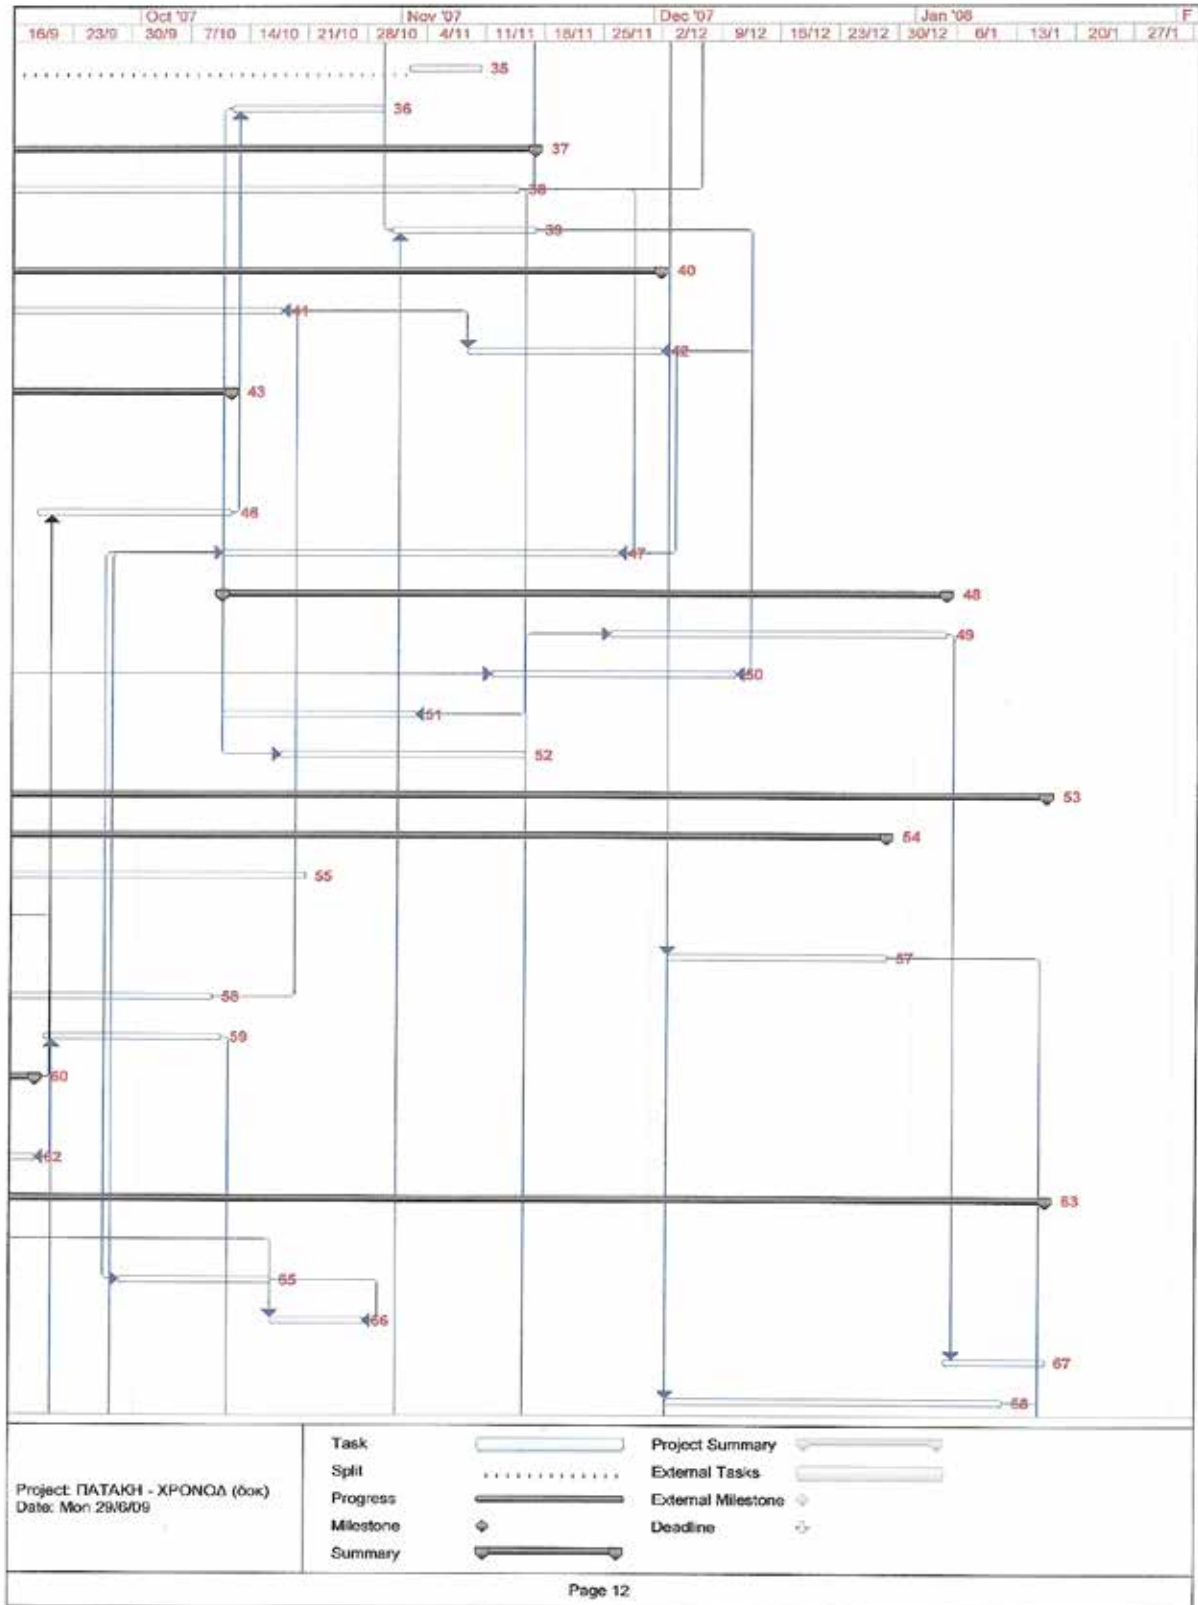 Oct '07 Nov '07 Dec '07 Jan '08 F
16/9 23/9 30/9 7/10 14/10 21/10 28/10 4/11 11/11 18/11 25/11 2/12 9/12 16/12 23/12 30/12 6/1 13/1 20/1 27/1
35
36
37
38
39
40
41
42
43
46
47
48
49
50
51
52
53
54
55
57
58
59
60
62
63
65
66
67
68
Task Project Summary
Split External Tasks
Progress External Milestone
Milestone Deadline
Summary
Project: ΠΑΤΑΚΗ - ΧΡΟΝΟΔ (δοκ)
Date: Mon 29/6/09
Page 12